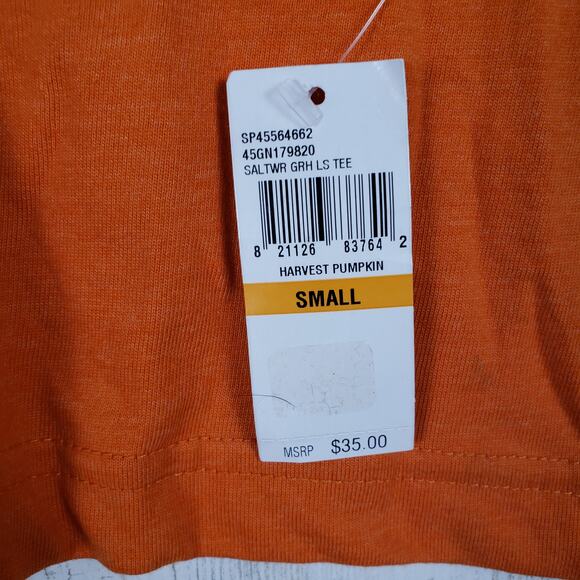 SP45564662
45GN179820
SALTWR GRH LS TEE
8 21126 83764 2
HARVEST PUMPKIN
SMALL
MSRP $35.00